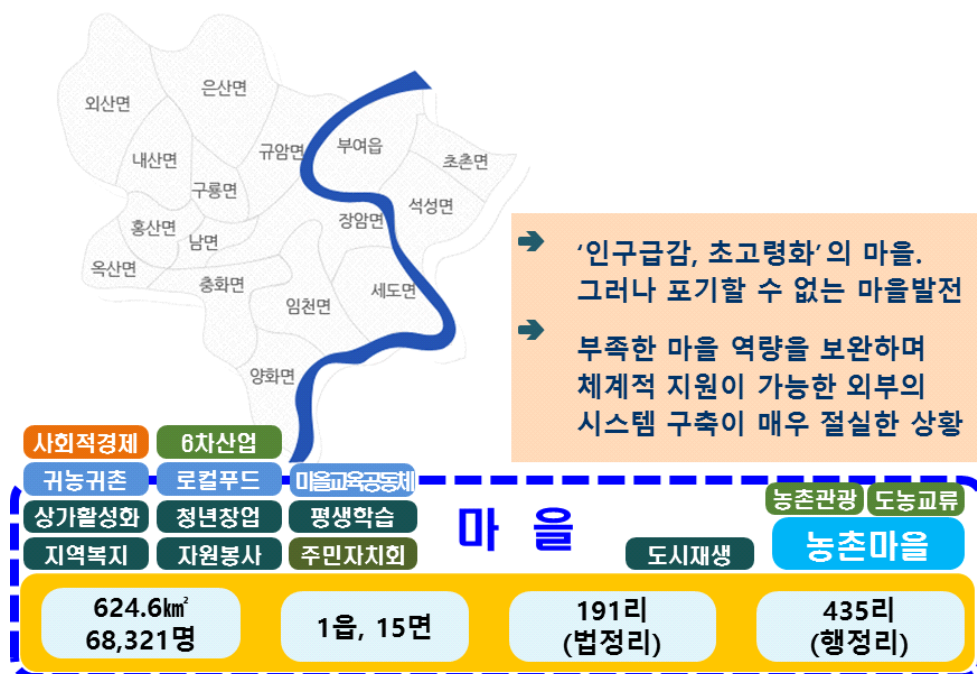 외산면
은산면
내산면
규암면
부여읍
초촌면
구룡면
석성면
홍산면
남면
장암면
옥산면
충화면
임천면
세도면
양화면
‘인구급감, 초고령화’의 마을.
그러나 포기할 수 없는 마을발전
부족한 마을 역량을 보완하며
체계적 지원이 가능한 외부의
시스템 구축이 매우 절실한 상황
사회적경제
6차산업
귀농귀촌
로컬푸드
마을교육공동체
상가활성화
청년창업
평생학습
지역복지
자원봉사
주민자치회
마 을
농촌관광
도농교류
도시재생
농촌마을
624.6㎢
68,321명
1읍, 15면
191리
(법정리)
435리
(행정리)